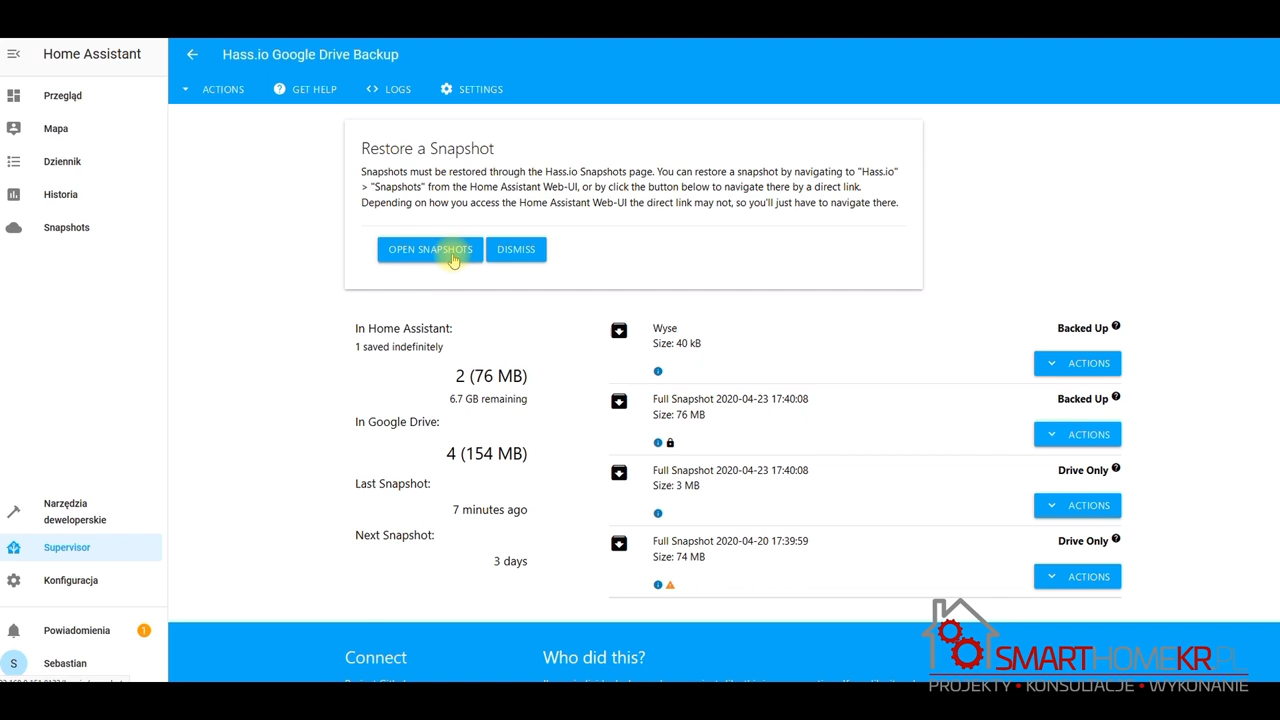 Home Assistant
Hass.io Google Drive Backup
ACTIONS
GET HELP
LOGS
SETTINGS
Przegląd
Mapa
Dziennik
Historia
Snapshots
Narzędzia
deweloperskie
Supervisor
Konfiguracja
Powiadomienia
1
S
Sebastian
Restore a Snapshot
Snapshots must be restored through the Hass.io Snapshots page. You can restore a snapshot by navigating to "Hass.io"
> "Snapshots" from the Home Assistant Web-UI, or by click the button below to navigate there by a direct link.
Depending on how you access the Home Assistant Web-UI the direct link may not, so you'll just have to navigate there.
OPEN SNAPSHOTS
DISMISS
In Home Assistant:
1 saved indefinitely
2 (76 MB)
6.7 GB remaining
In Google Drive:
4 (154 MB)
Last Snapshot:
7 minutes ago
Next Snapshot:
3 days
Wyse
Size: 40 kB
Backed Up
ACTIONS
Full Snapshot 2020-04-23 17:40:08
Size: 76 MB
Backed Up
ACTIONS
Full Snapshot 2020-04-23 17:40:08
Size: 3 MB
Drive Only
ACTIONS
Full Snapshot 2020-04-20 17:39:59
Size: 74 MB
Drive Only
ACTIONS
Connect
Who did this?
SMARTHOMEKR.PL
PROJEKTY • KONSULTACJE • WYKONANIE